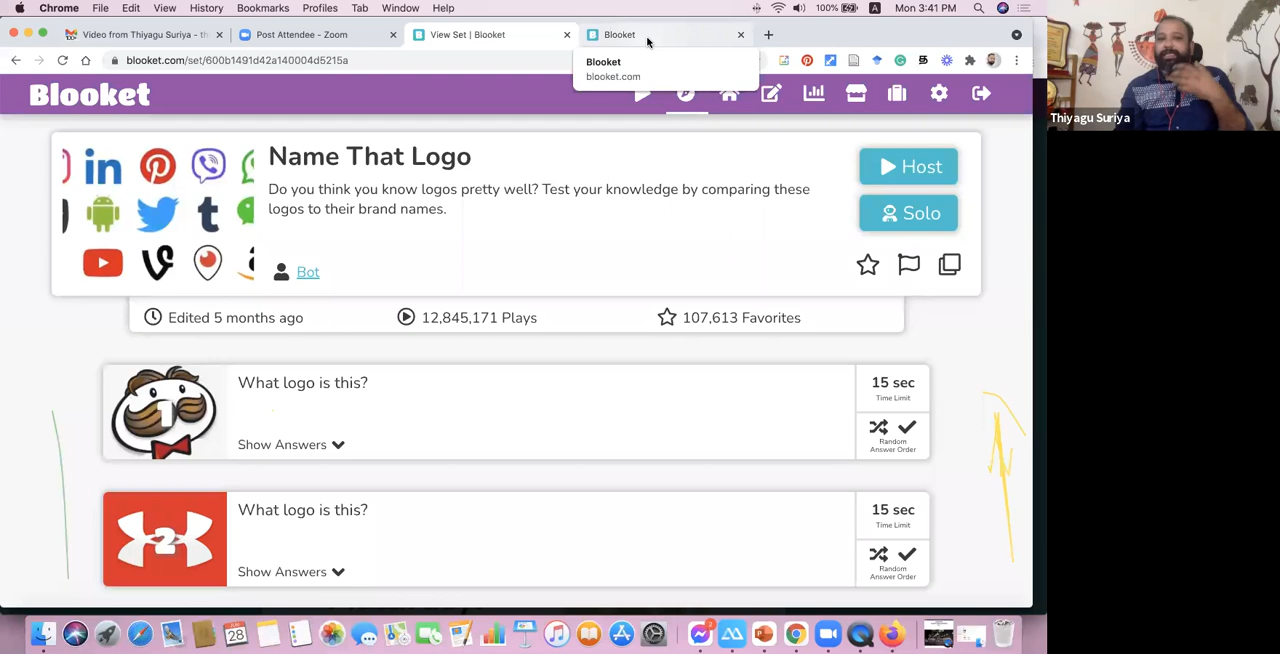 Chrome File Edit View History Bookmarks Profiles Tab Window Help 100% A Mon 3:41 PM
Video from Thiyagu Suriya - th Post Attendee - Zoom View Set | Blooket Blooket
blooket.com/set/600b1491d42a140004d5215a
Blooket
blooket.com
Blooket
Name That Logo
Do you think you know logos pretty well? Test your knowledge by comparing these
logos to their brand names.
Bot
Host
Solo
Edited 5 months ago 12,845,171 Plays 107,613 Favorites
1
What logo is this?
Show Answers
15 sec
Time Limit
Random
Answer Order
2
What logo is this?
Show Answers
15 sec
Time Limit
Random
Answer Order
Thiyagu Suriya
JUN
28
2